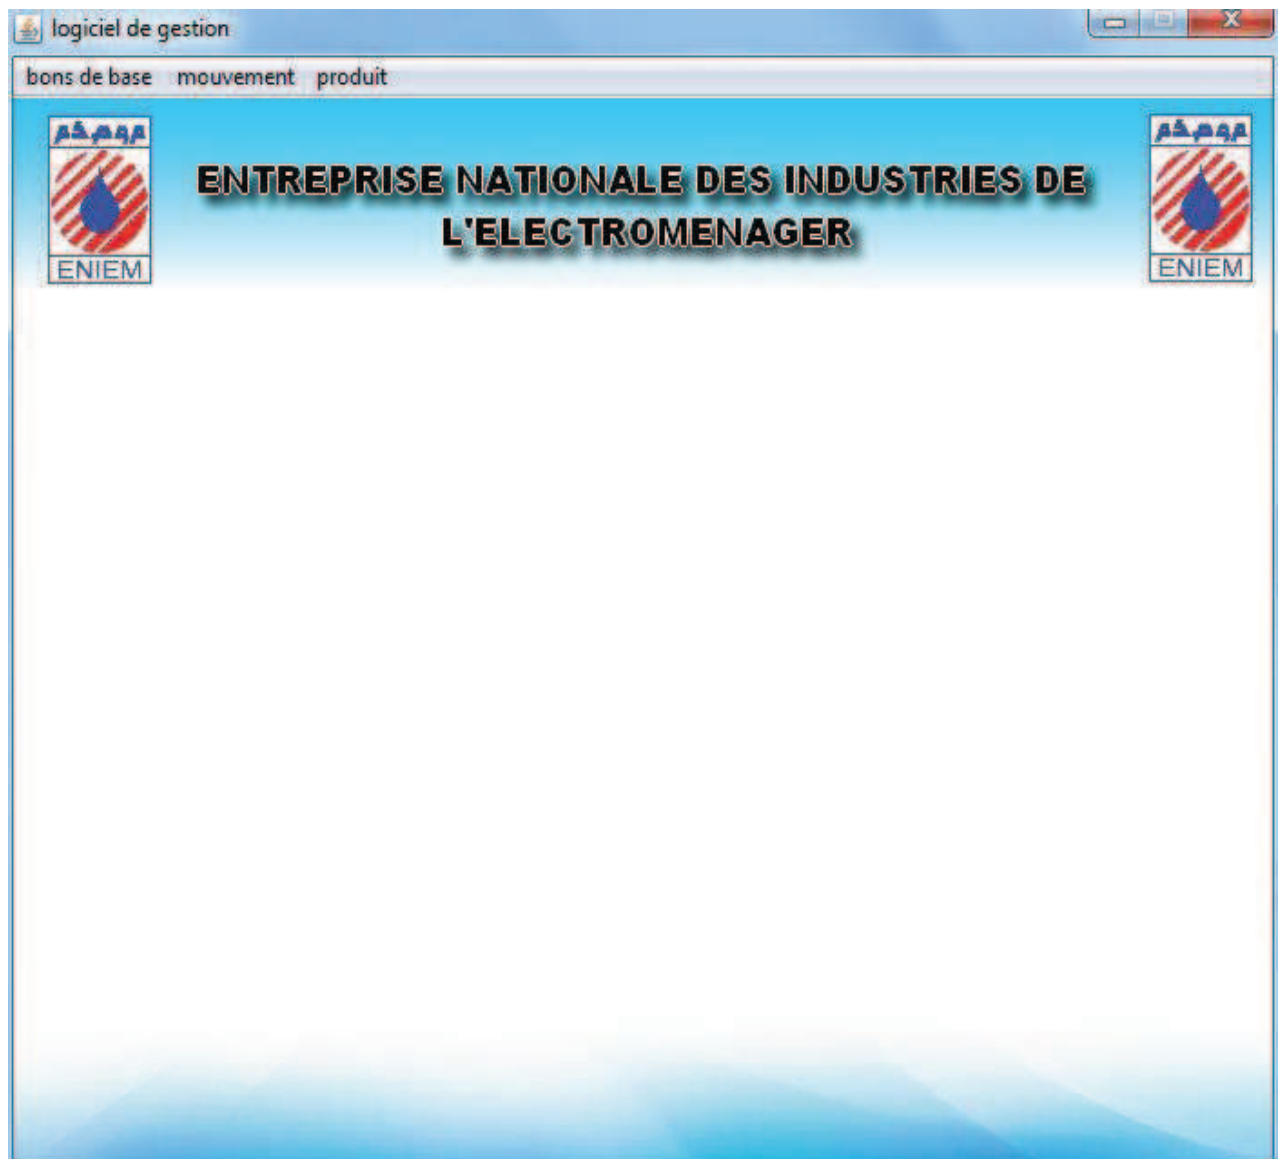 logiciel de gestion
bons de base mouvement produit
ENTREPRISE NATIONALE DES INDUSTRIES DE
L'ELECTROMENAGER
ENIEM
ENIEM